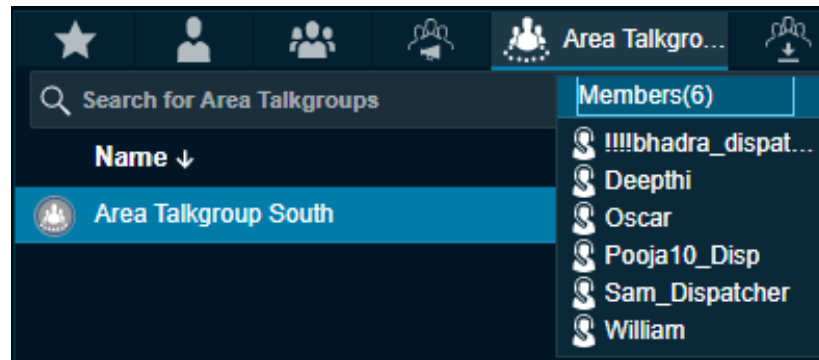 Area Talkgro...
Search for Area Talkgroups
Name ↓
Area Talkgroup South
Members(6)
!!!!bhadra_dispat...
Deepthi
Oscar
Pooja10_Disp
Sam_Dispatcher
William